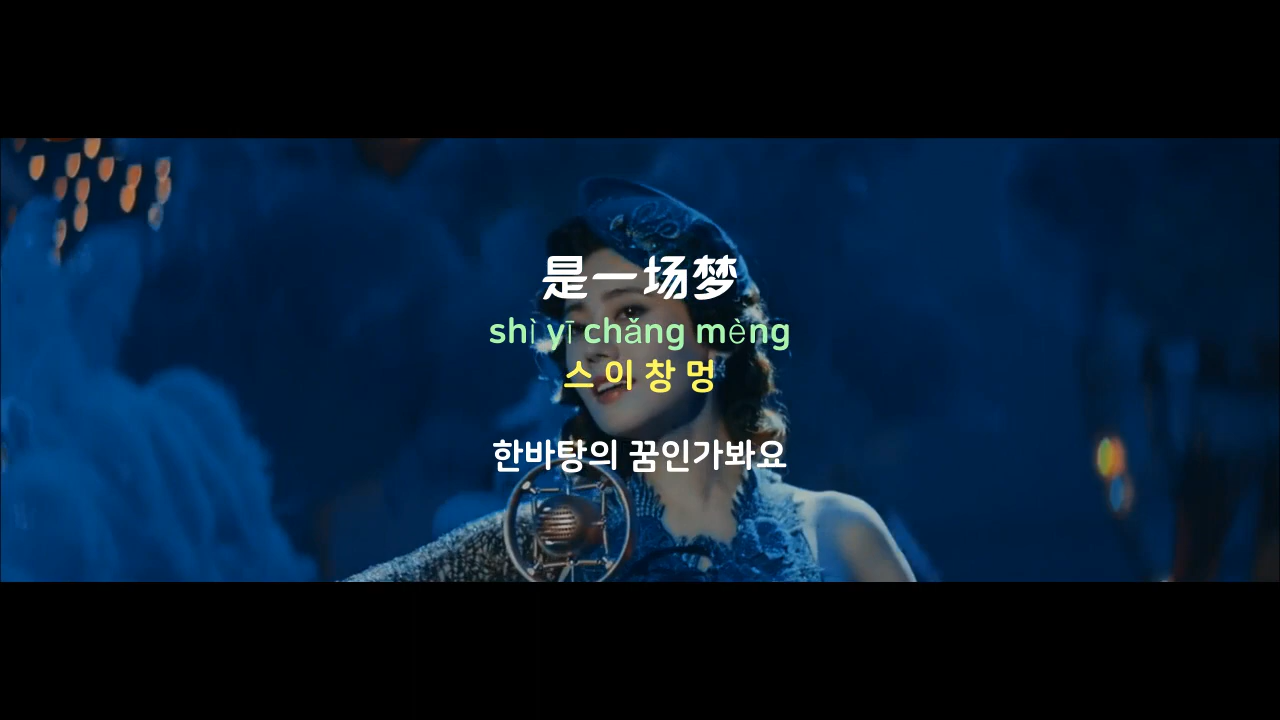 是一场梦
shì yī chǎng mèng
스 이 창 멍
한바탕의 꿈인가봐요